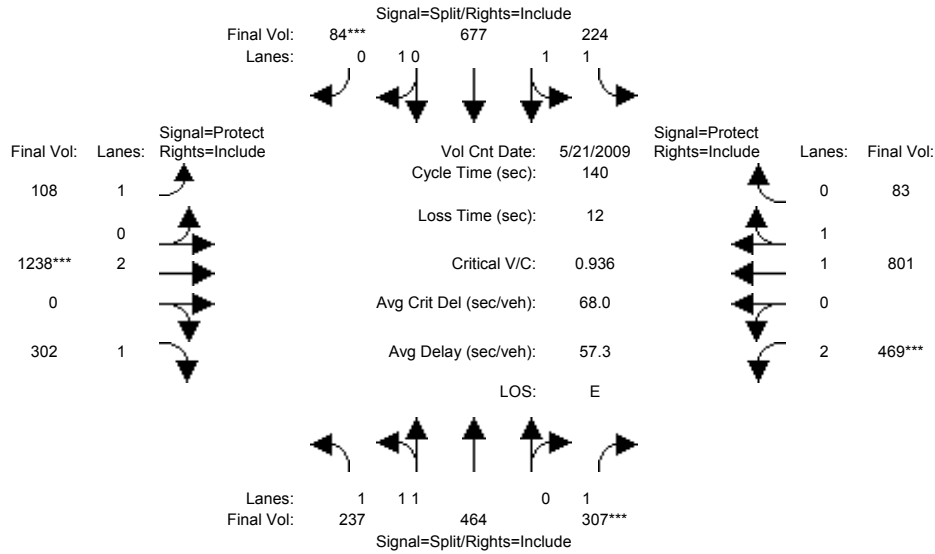 Signal=Split/Rights=Include
Final Vol: 84*** 677 224
Lanes: 0 1 0 1 1
Signal=Protect Signal=Protect
Final Vol: Lanes: Rights=Include Vol Cnt Date: 5/21/2009 Rights=Include Lanes: Final Vol:
Cycle Time (sec): 140
108 1 0 83
Loss Time (sec): 12
0 1
1238*** 2 Critical V/C: 0.936 1 801
0 Avg Crit Del (sec/veh): 68.0 0
302 1 Avg Delay (sec/veh): 57.3 2 469***
LOS: E
Lanes: 1 1 1 0 1
Final Vol: 237 464 307***
Signal=Split/Rights=Include